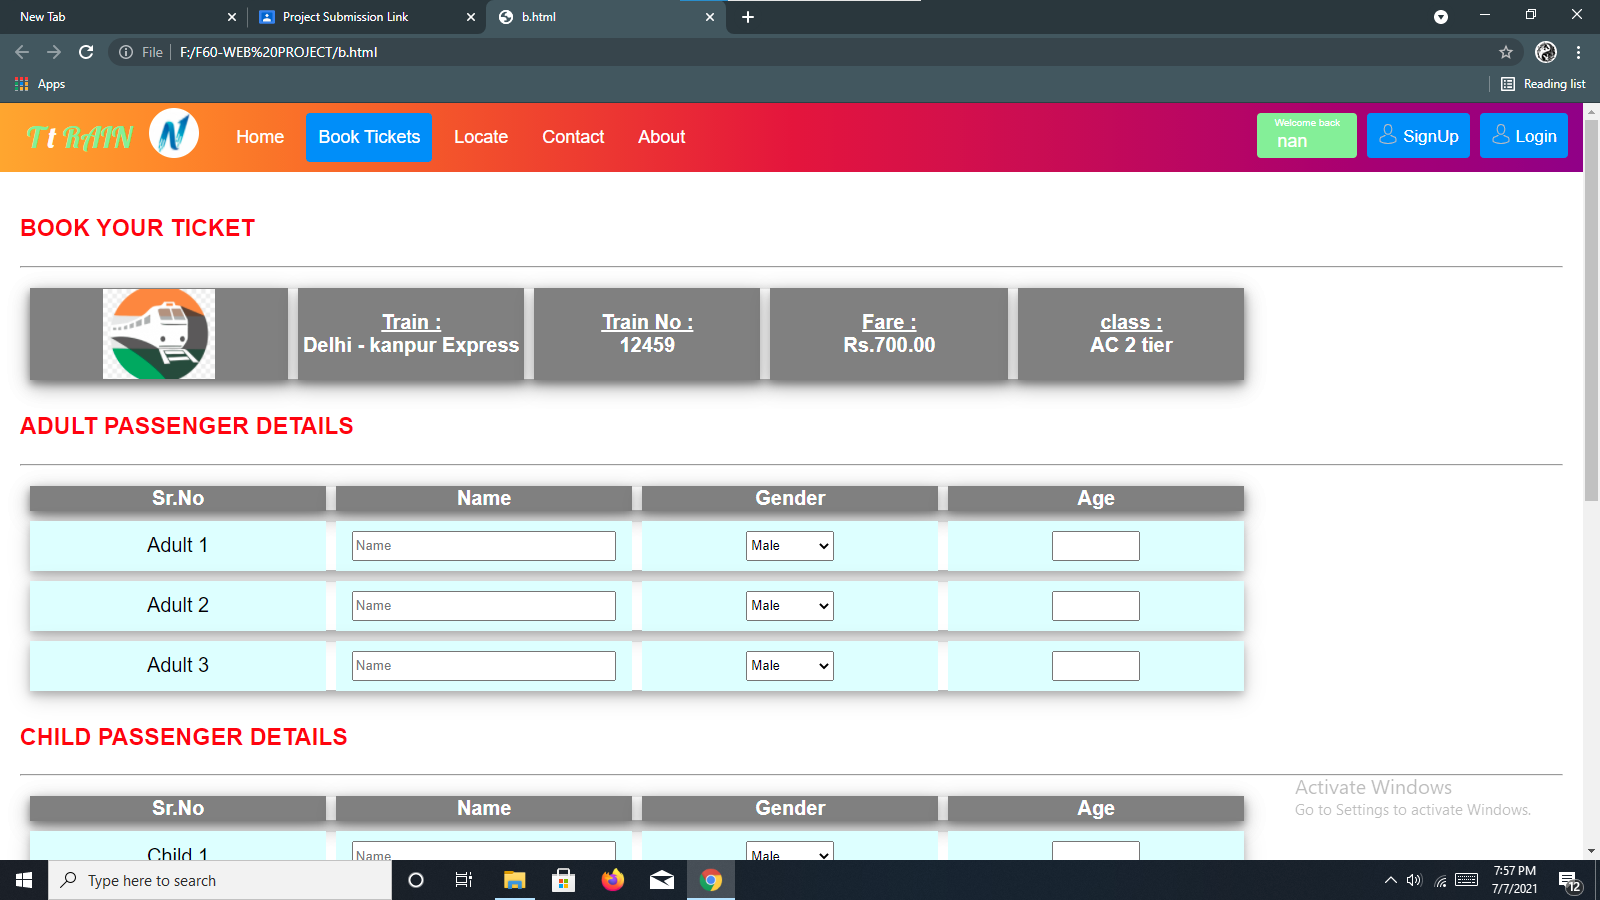 New Tab
Project Submission Link
b.html
File
F:/F60-WEB%20PROJECT/b.html
Apps
Reading list
Tt RAIN
N
Home
Book Tickets
Locate
Contact
About
Welcome back
nan
SignUp
Login
BOOK YOUR TICKET
Train :
Delhi - kanpur Express
Train No :
12459
Fare :
Rs.700.00
class :
AC 2 tier
ADULT PASSENGER DETAILS
Sr.No
Name
Gender
Age
Adult 1
Name
Male
Adult 2
Name
Male
Adult 3
Name
Male
CHILD PASSENGER DETAILS
Activate Windows
Go to Settings to activate Windows.
Sr.No
Name
Gender
Age
Child 1
Name
Male
Type here to search
7:57 PM
7/7/2021
12